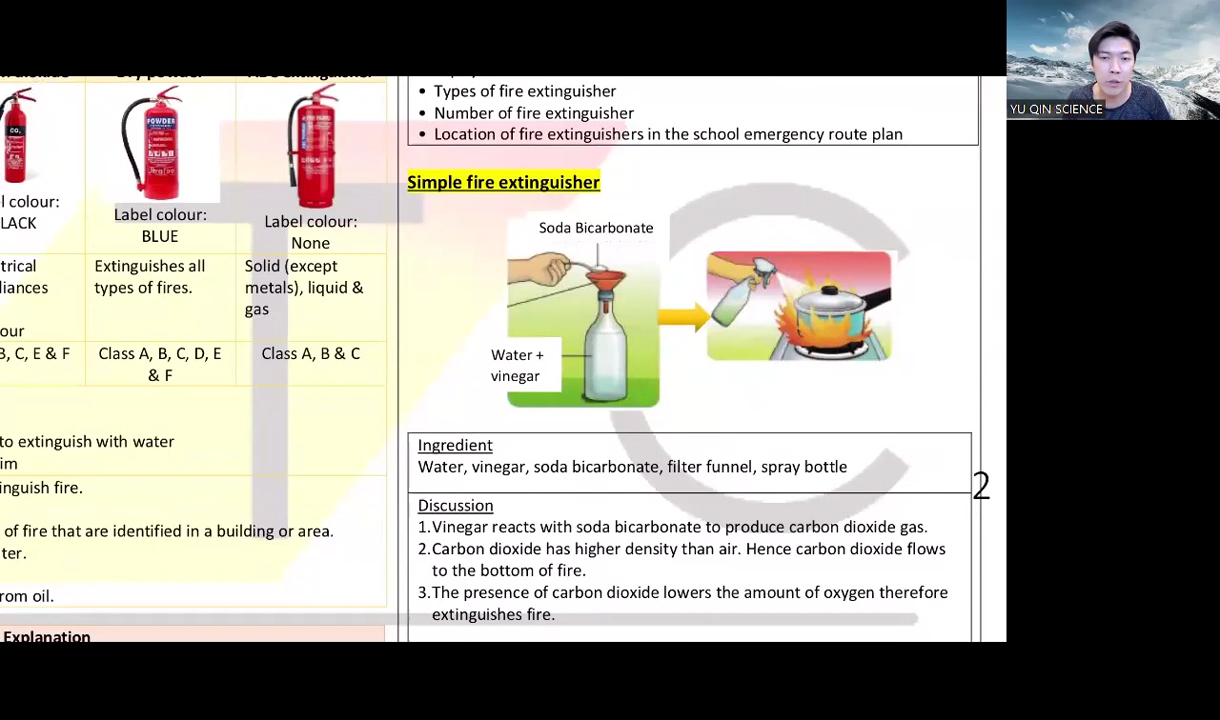 l colour:
LACK
POWDER
Label colour:
BLUE
Label colour:
None
trical
liances
our
Extinguishes all
types of fires.
Solid (except
metals), liquid &
gas
B, C, E & F
Class A, B, C, D, E
& F
Class A, B & C
to extinguish with water
im
inguish fire.
of fire that are identified in a building or area.
ter.
rom oil.
Explanation
• Types of fire extinguisher
• Number of fire extinguisher
• Location of fire extinguishers in the school emergency route plan
Simple fire extinguisher
Soda Bicarbonate
Water +
vinegar
Ingredient
Water, vinegar, soda bicarbonate, filter funnel, spray bottle
Discussion
1.Vinegar reacts with soda bicarbonate to produce carbon dioxide gas.
2.Carbon dioxide has higher density than air. Hence carbon dioxide flows
to the bottom of fire.
3.The presence of carbon dioxide lowers the amount of oxygen therefore
extinguishes fire.
2
YU QIN SCIENCE